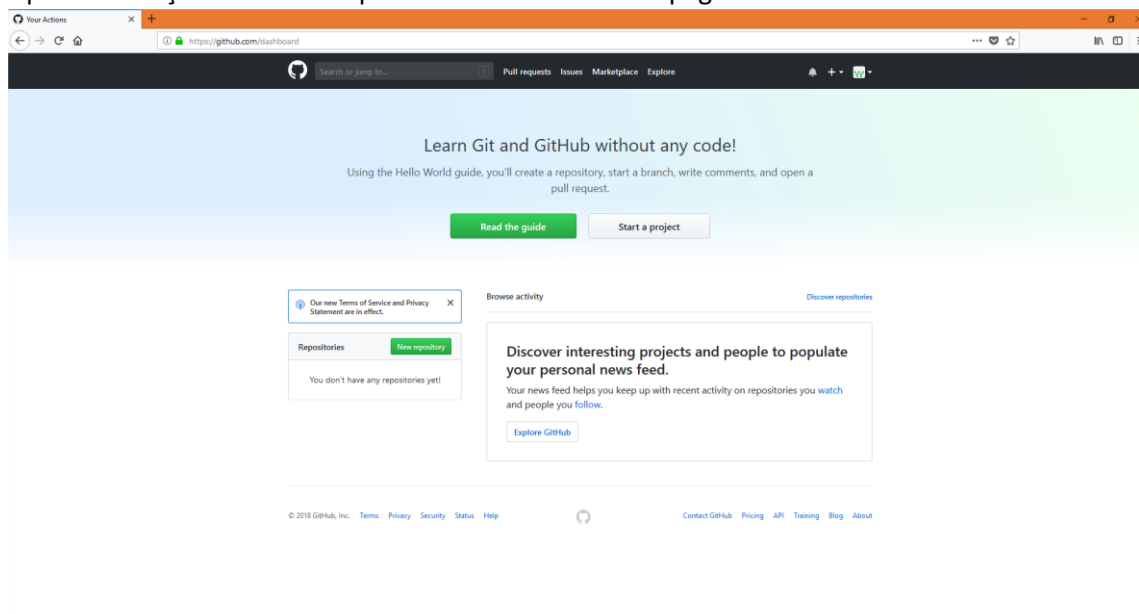 Your Actions
https://github.com/dashboard
Search or jump to...
/
Pull requests Issues Marketplace Explore
Learn Git and GitHub without any code!
Using the Hello World guide, you'll create a repository, start a branch, write comments, and open a
pull request.
Read the guide
Start a project
Our new Terms of Service and Privacy
Statement are in effect.
Repositories
New repository
You don't have any repositories yet!
Browse activity
Discover repositories
Discover interesting projects and people to populate
your personal news feed.
Your news feed helps you keep up with recent activity on repositories you watch
and people you follow.
Explore GitHub
© 2018 GitHub, Inc. Terms Privacy Security Status Help
Contact GitHub Pricing API Training Blog About